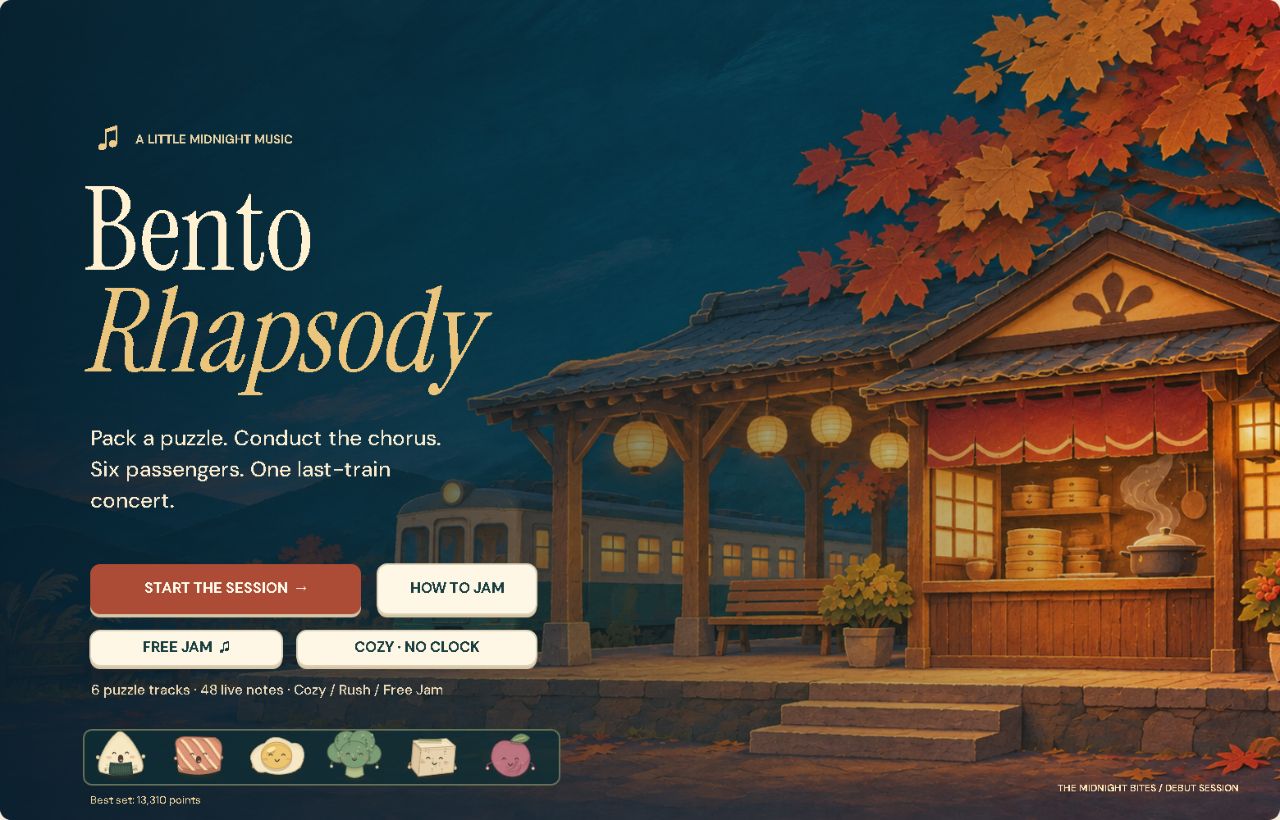 ♫ A LITTLE MIDNIGHT MUSIC
Bento
Rhapsody
Pack a puzzle. Conduct the chorus.
Six passengers. One last-train
concert.
START THE SESSION →
HOW TO JAM
FREE JAM ♫
COZY · NO CLOCK
6 puzzle tracks · 48 live notes · Cozy / Rush / Free Jam
Best set: 13,310 points
THE MIDNIGHT BITES / DEBUT SESSION